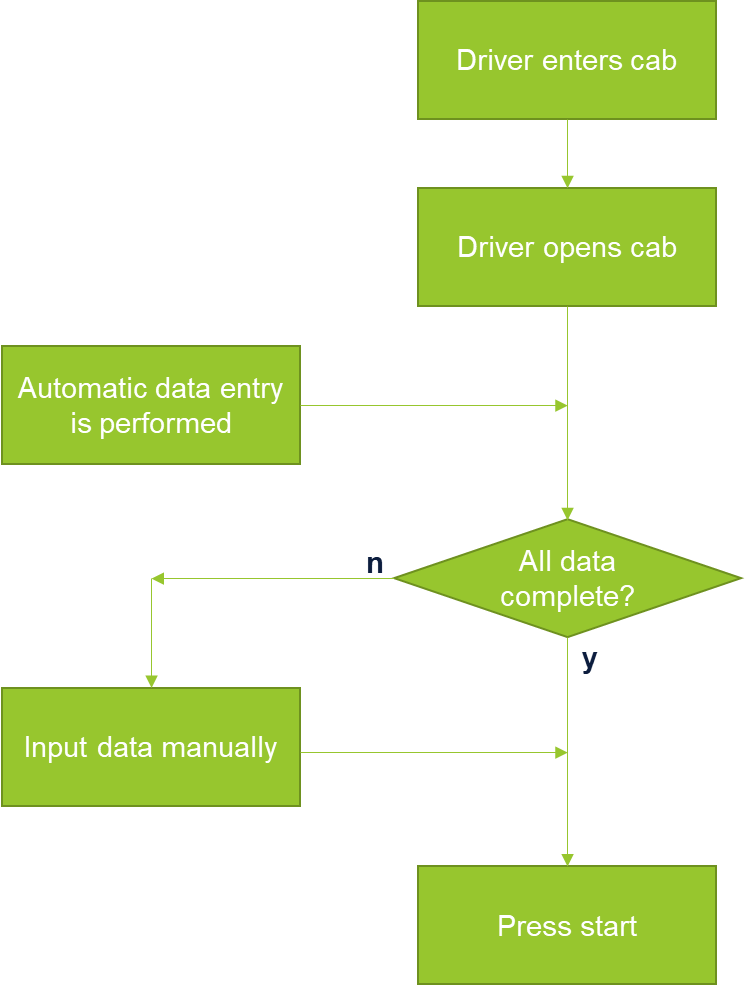 Driver enters cab
Driver opens cab
Automatic data entry
is performed
All data
complete?
n
y
Input data manually
Press start